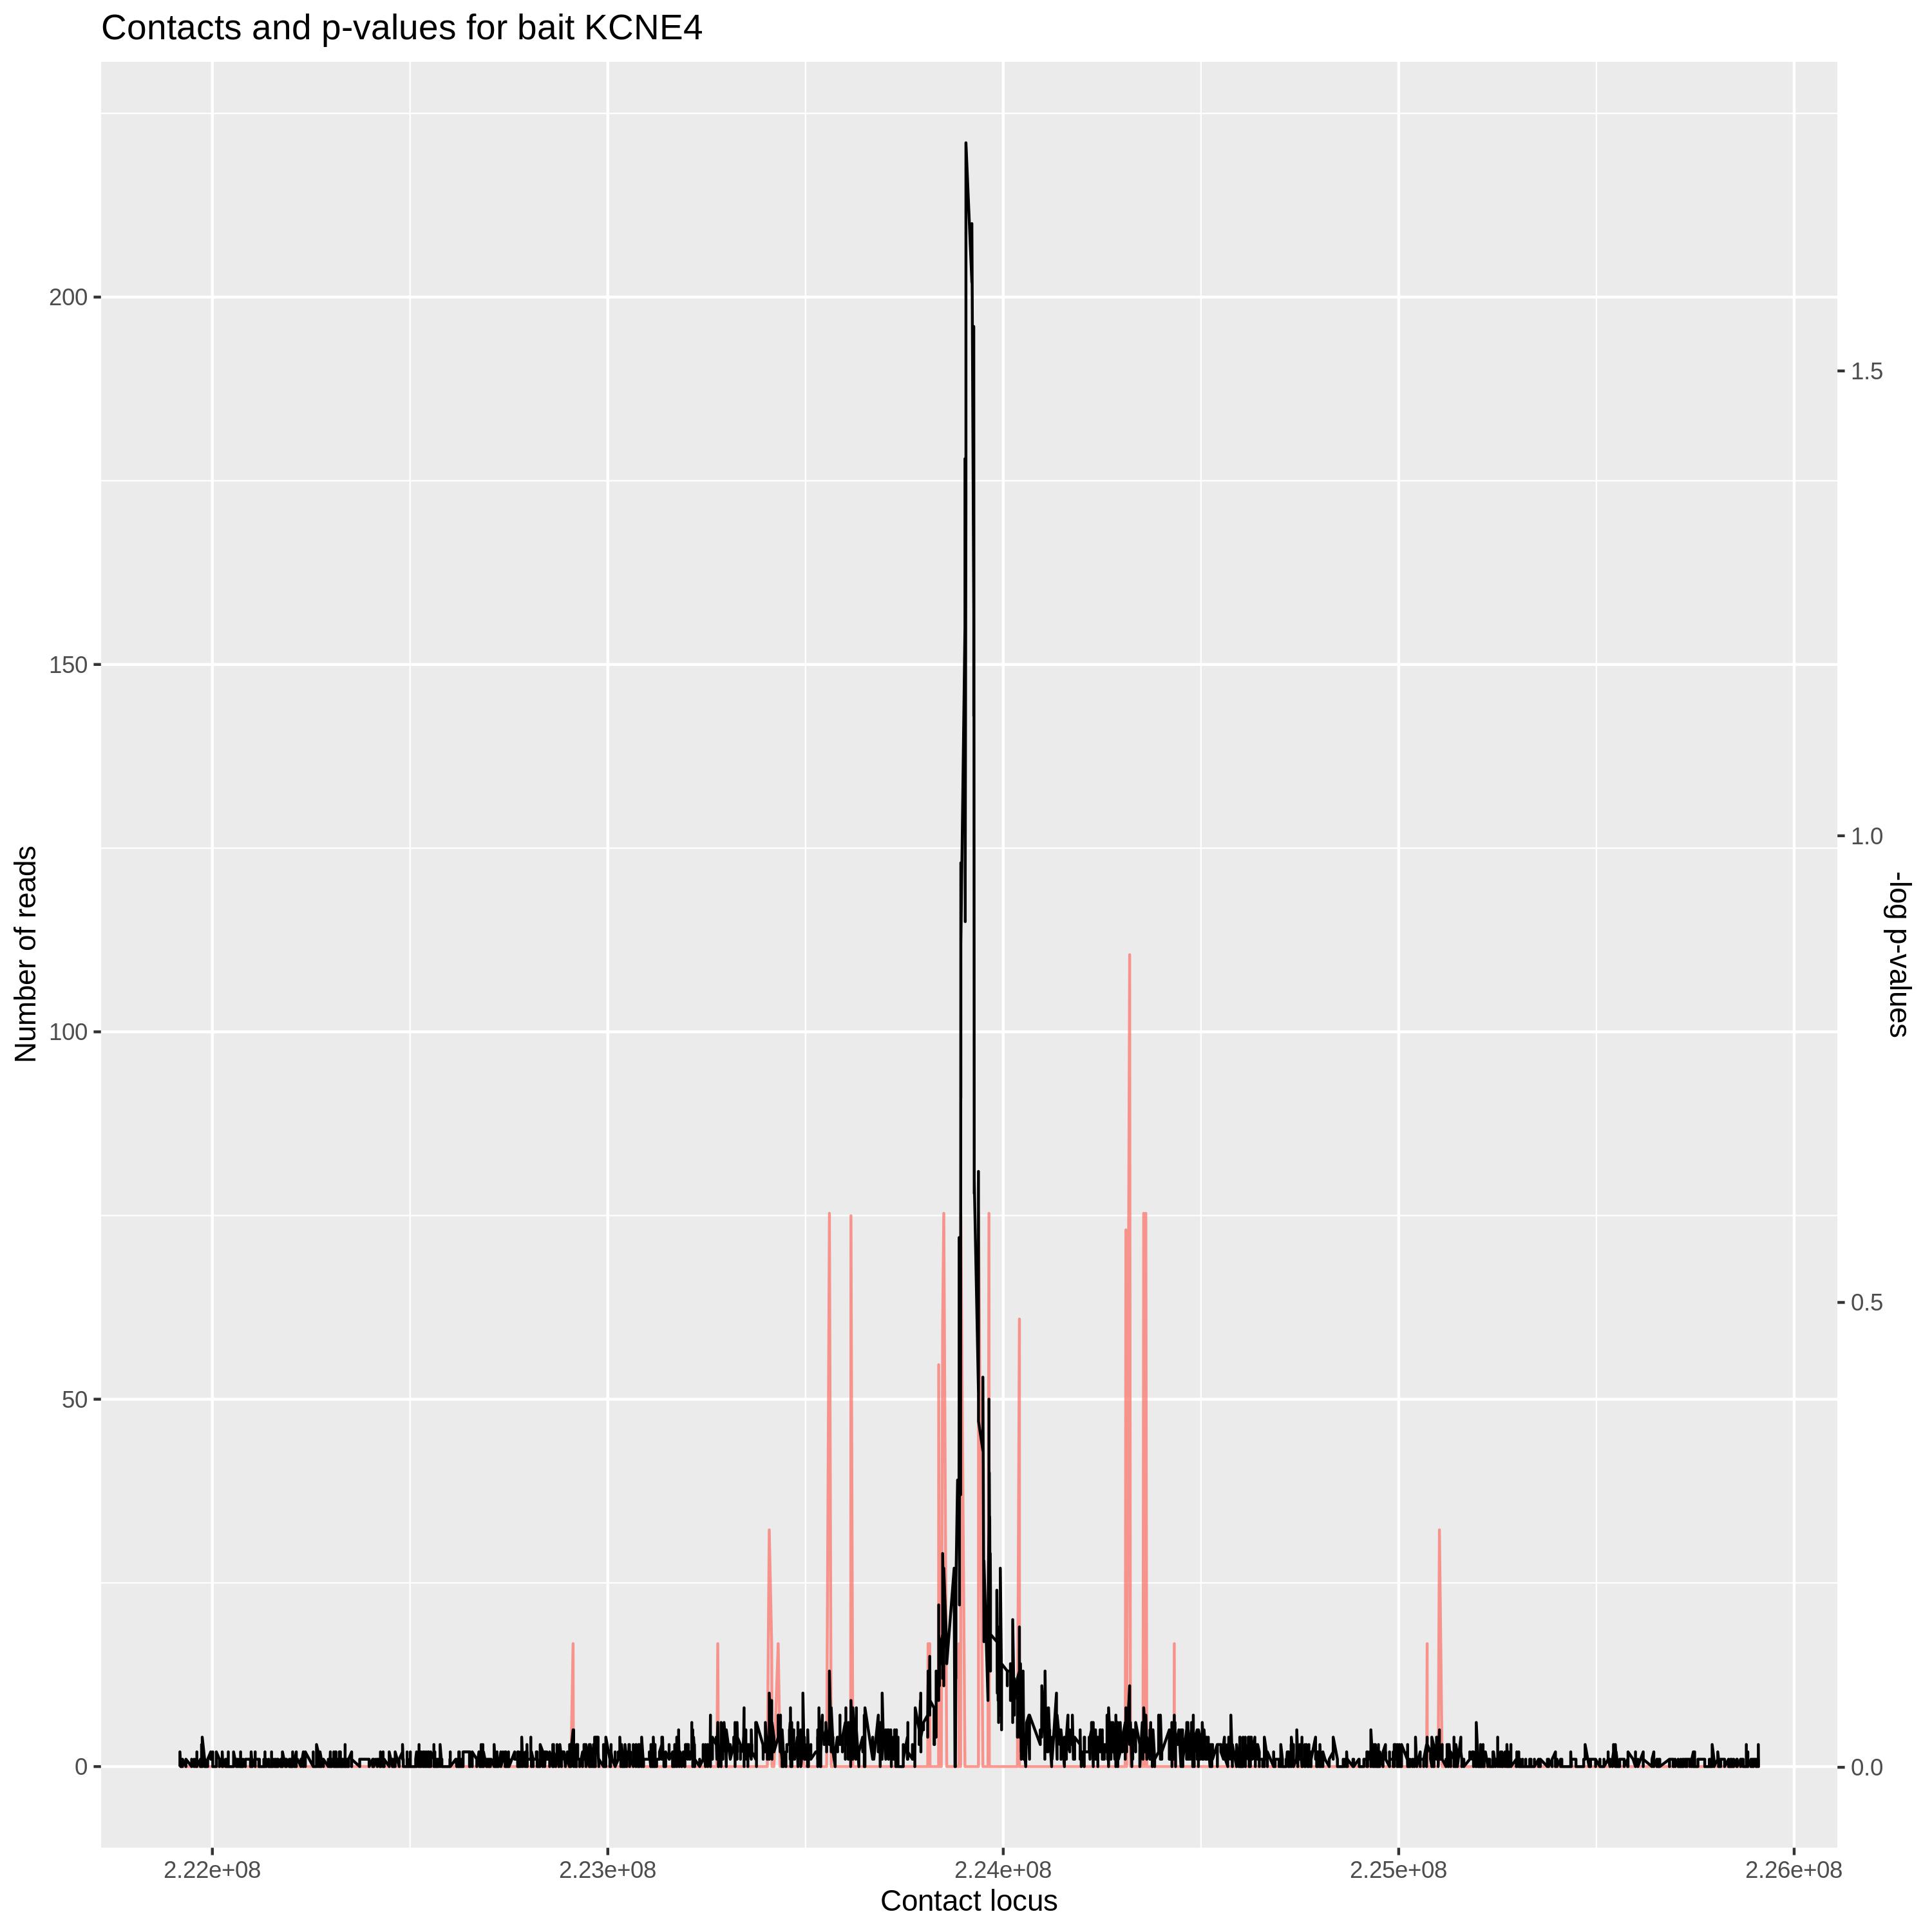 Contacts and p-values for bait KCNE4
200
150
100
50
0
Number of reads
1.5
1.0
0.5
0.0
-log p-values
2.22e+08
2.23e+08
2.24e+08
2.25e+08
2.26e+08
Contact locus